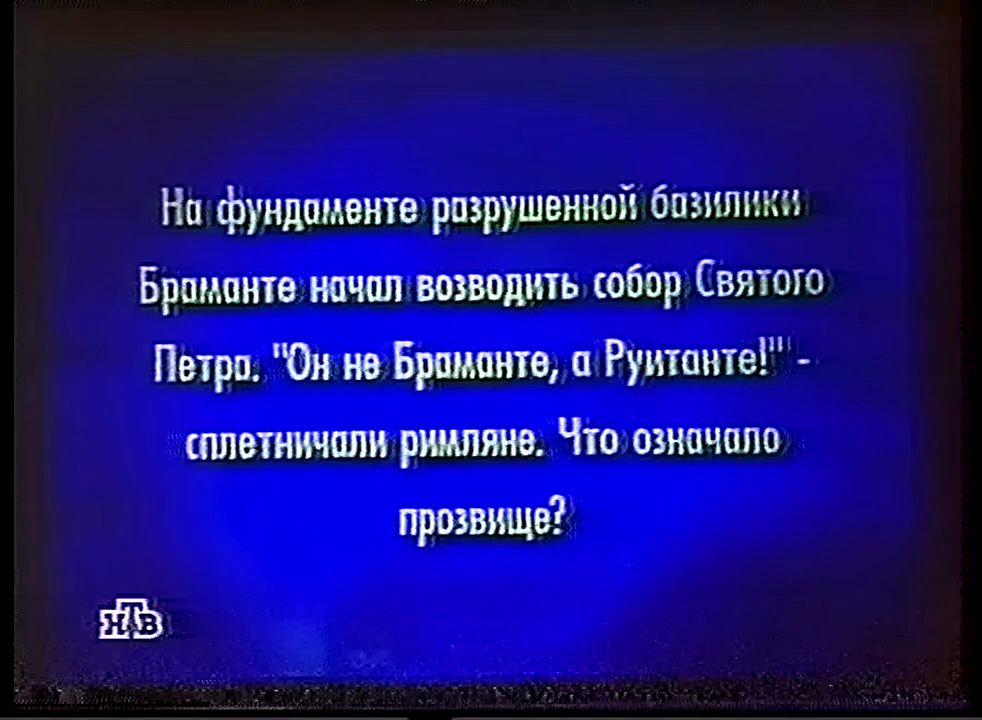 На фундаменте разрушенной базилики
Браманте начал возводить собор Святого
Петра. "Он не Браманте, а Руитанте!" -
сплетничали римляне. Что означало
прозвище?
НТВ